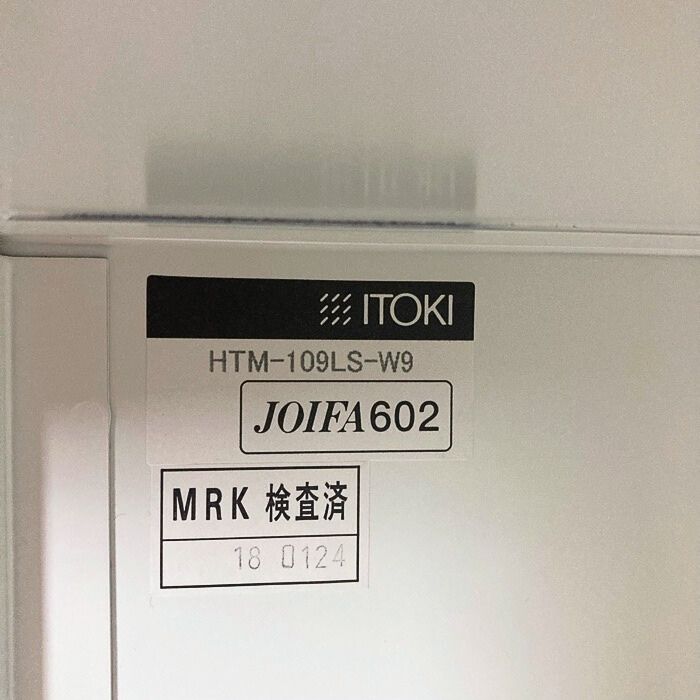 ITOKI
HTM-109LS-W9
JOIFA602
MRK 検査済
18 0124